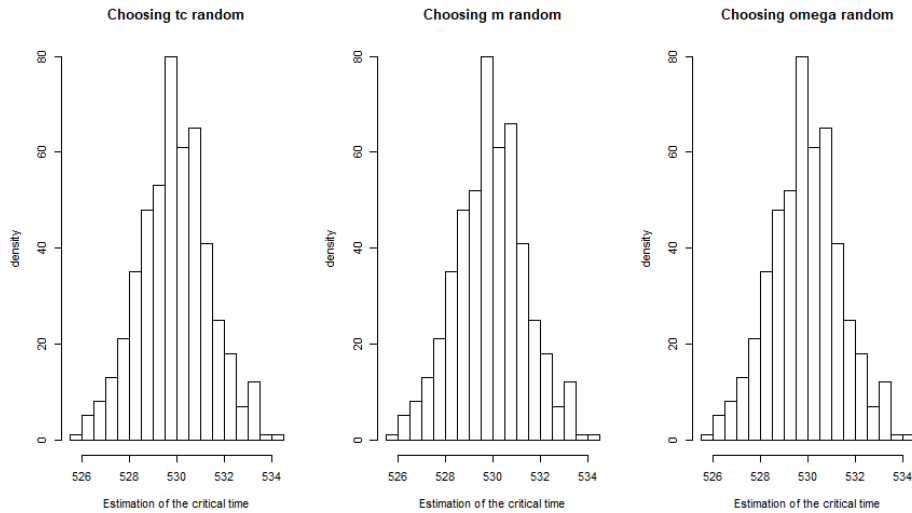 Choosing tc random
Choosing m random
Choosing omega random
density
80
60
40
20
0
526 528 530 532 534
Estimation of the critical time
density
80
60
40
20
0
526 528 530 532 534
Estimation of the critical time
density
80
60
40
20
0
526 528 530 532 534
Estimation of the critical time